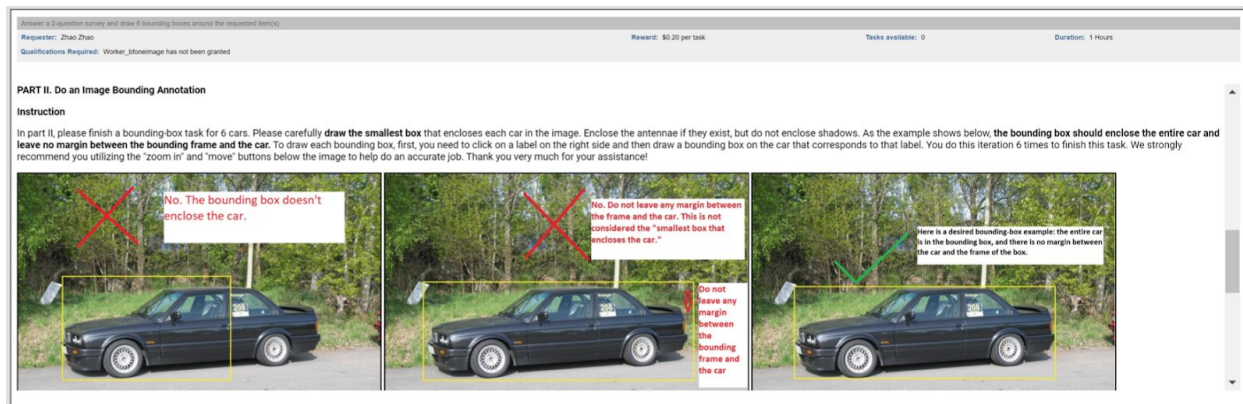 Answer a 2-question survey and draw 6 bounding boxes around the requested item(s)
Requester: Zhao Zhao Reward: $0.20 per task Tasks available: 0 Duration: 1 Hours
Qualifications Required: Worker_bfoneimage has not been granted
PART II. Do an Image Bounding Annotation
Instruction
In part II, please finish a bounding-box task for 6 cars. Please carefully draw the smallest box that encloses each car in the image. Enclose the antennae if they exist, but do not enclose shadows. As the example shows below, the bounding box should enclose the entire car and
leave no margin between the bounding frame and the car. To draw each bounding box, first, you need to click on a label on the right side and then draw a bounding box on the car that corresponds to that label. You do this iteration 6 times to finish this task. We strongly
recommend you utilizing the "zoom in" and "move" buttons below the image to help do an accurate job. Thank you very much for your assistance!
No. The bounding box doesn't
enclose the car.
208
No. Do not leave any margin between
the frame and the car. This is not
considered the "smallest box that
encloses the car."
Do not
leave any
margin
between
the
bounding
frame and
the car
208
Here is a desired bounding-box example: the entire car
is in the bounding box, and there is no margin between
the car and the frame of the box.
208